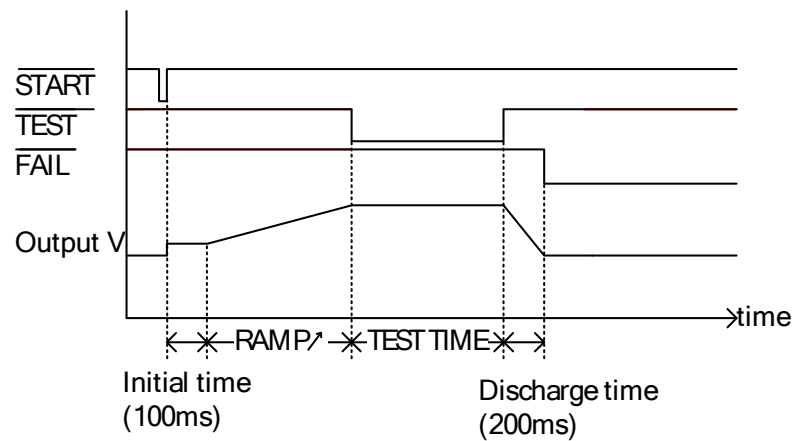 START
TEST
FAIL
Output V
time
RAMP↗ TEST TIME
Initial time
(100ms)
Discharge time
(200ms)